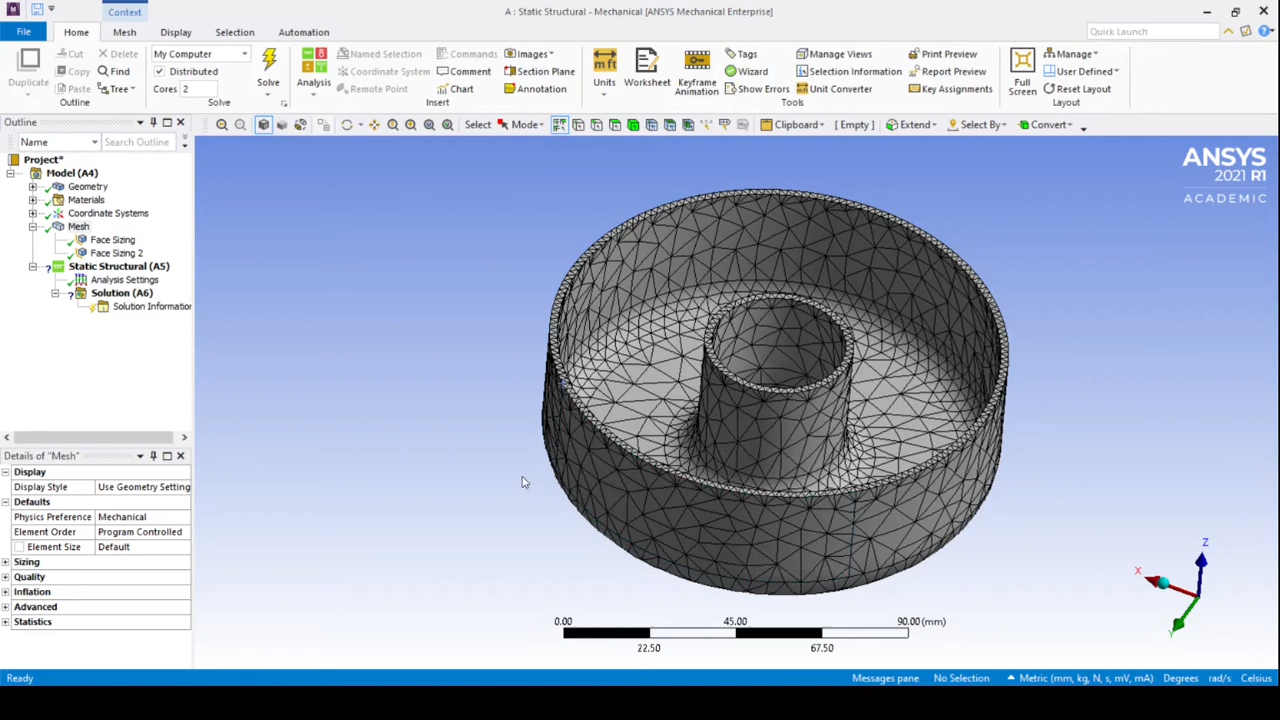 Context
A : Static Structural - Mechanical [ANSYS Mechanical Enterprise]
File Home Mesh Display Selection Automation Quick Launch
Duplicate
Cut
Copy
Paste
Delete
Find
Tree
Outline
My Computer
Distributed
Cores 2
Solve
Solve
Analysis
Named Selection
Coordinate System
Remote Point
Commands
Comment
Chart
Images
Section Plane
Annotation
Insert
Units
Worksheet
Keyframe
Animation
Tags
Wizard
Show Errors
Manage Views
Selection Information
Unit Converter
Print Preview
Report Preview
Key Assignments
Tools
Full
Screen
Manage
User Defined
Reset Layout
Layout
Outline
Select Mode Clipboard [ Empty ] Extend Select By Convert
Name Search Outline
Project*
Model (A4)
Geometry
Materials
Coordinate Systems
Mesh
Face Sizing
Face Sizing 2
Static Structural (A5)
Analysis Settings
Solution (A6)
Solution Information
ANSYS
2021 R1
ACADEMIC
Details of "Mesh"
Display
Display Style Use Geometry Setting
Defaults
Physics Preference Mechanical
Element Order Program Controlled
Element Size Default
Sizing
Quality
Inflation
Advanced
Statistics
Z
X
Y
0.00 45.00 90.00 (mm)
22.50 67.50
Ready Messages pane No Selection Metric (mm, kg, N, s, mV, mA) Degrees rad/s Celsius